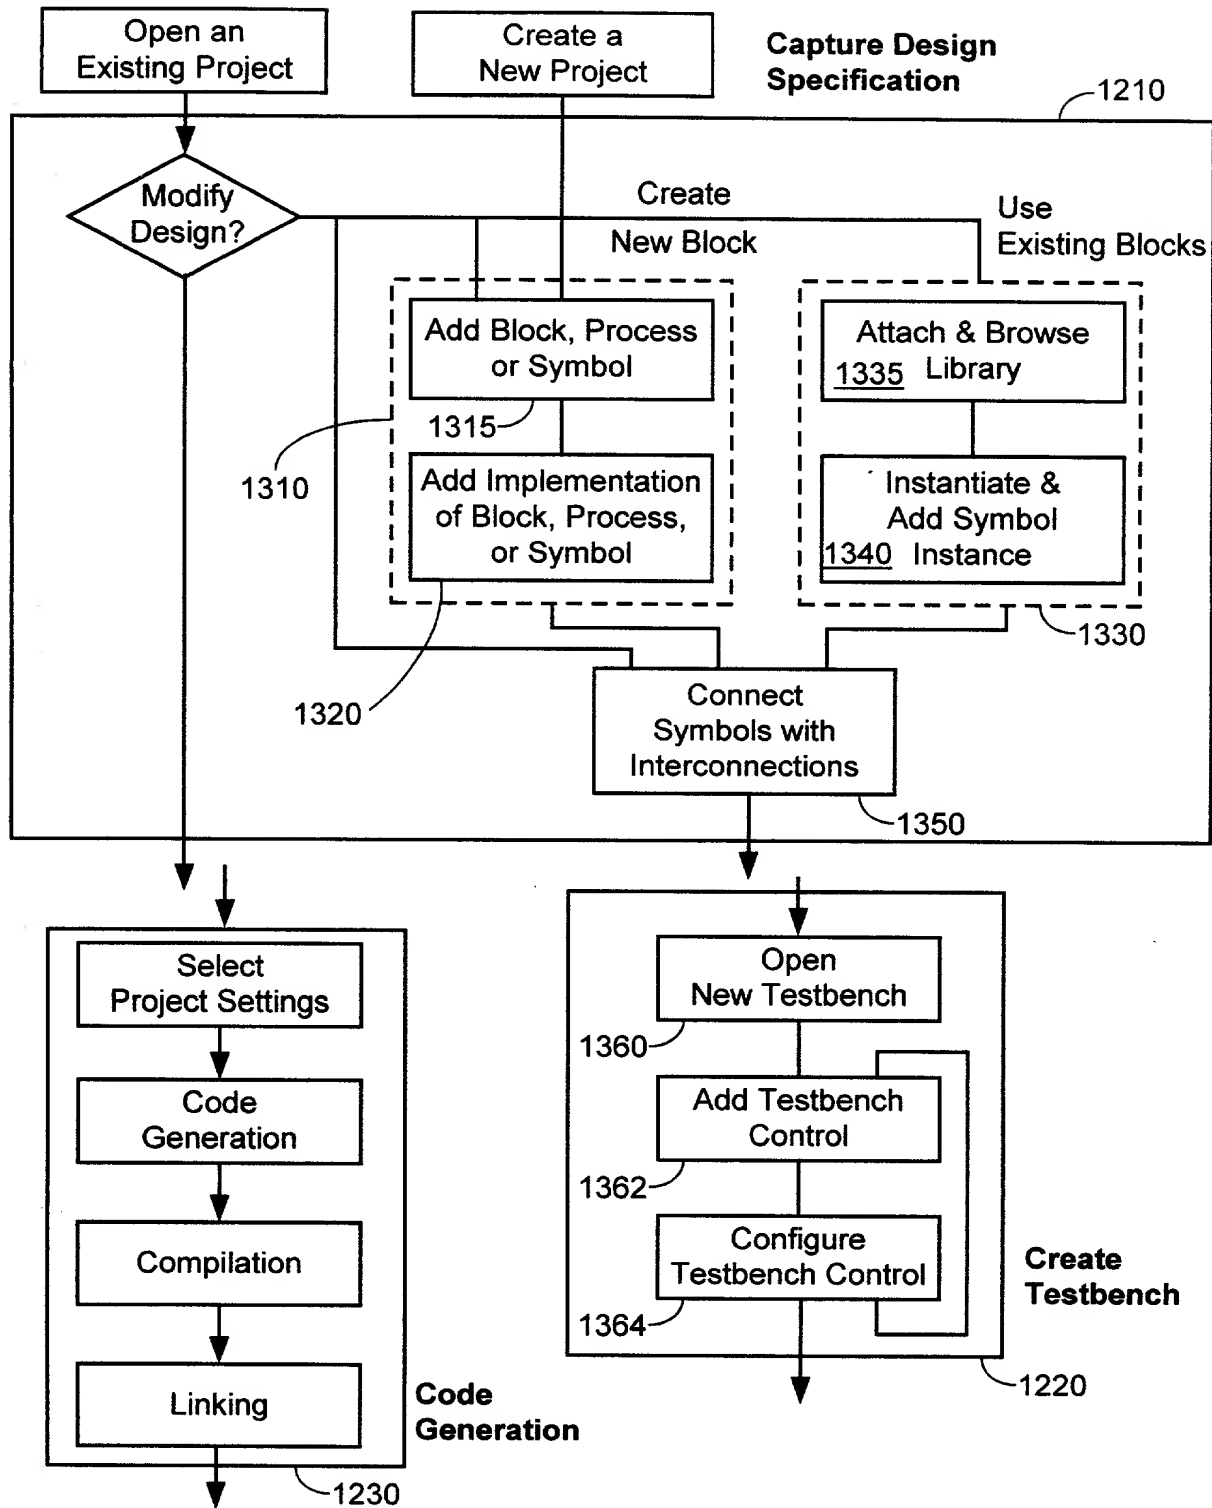 Open an
Existing Project
Create a
New Project
Capture Design
Specification
1210
Modify
Design?
Create
New Block
Use
Existing Blocks
Add Block, Process
or Symbol
1315
Attach & Browse
1335 Library
1310
Add Implementation
of Block, Process,
or Symbol
Instantiate &
Add Symbol
1340 Instance
1330
1320
Connect
Symbols with
Interconnections
1350
Select
Project Settings
Code
Generation
Compilation
Linking
Code
Generation
1230
Open
New Testbench
1360
Add Testbench
Control
1362
Configure
Testbench Control
1364
Create
Testbench
1220